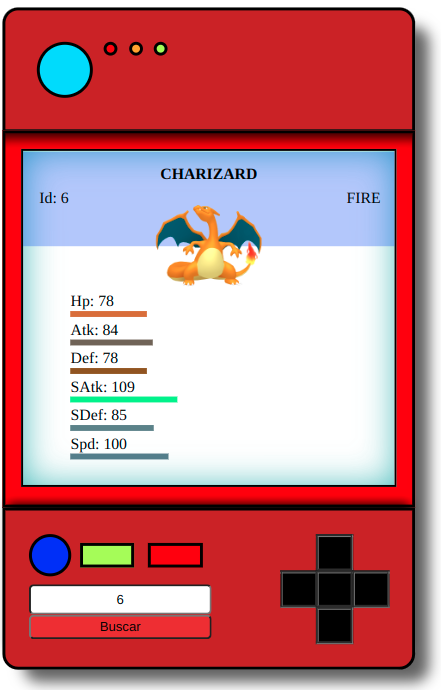 CHARIZARD
Id: 6 FIRE
Hp: 78
Atk: 84
Def: 78
SAtk: 109
SDef: 85
Spd: 100
6
Buscar